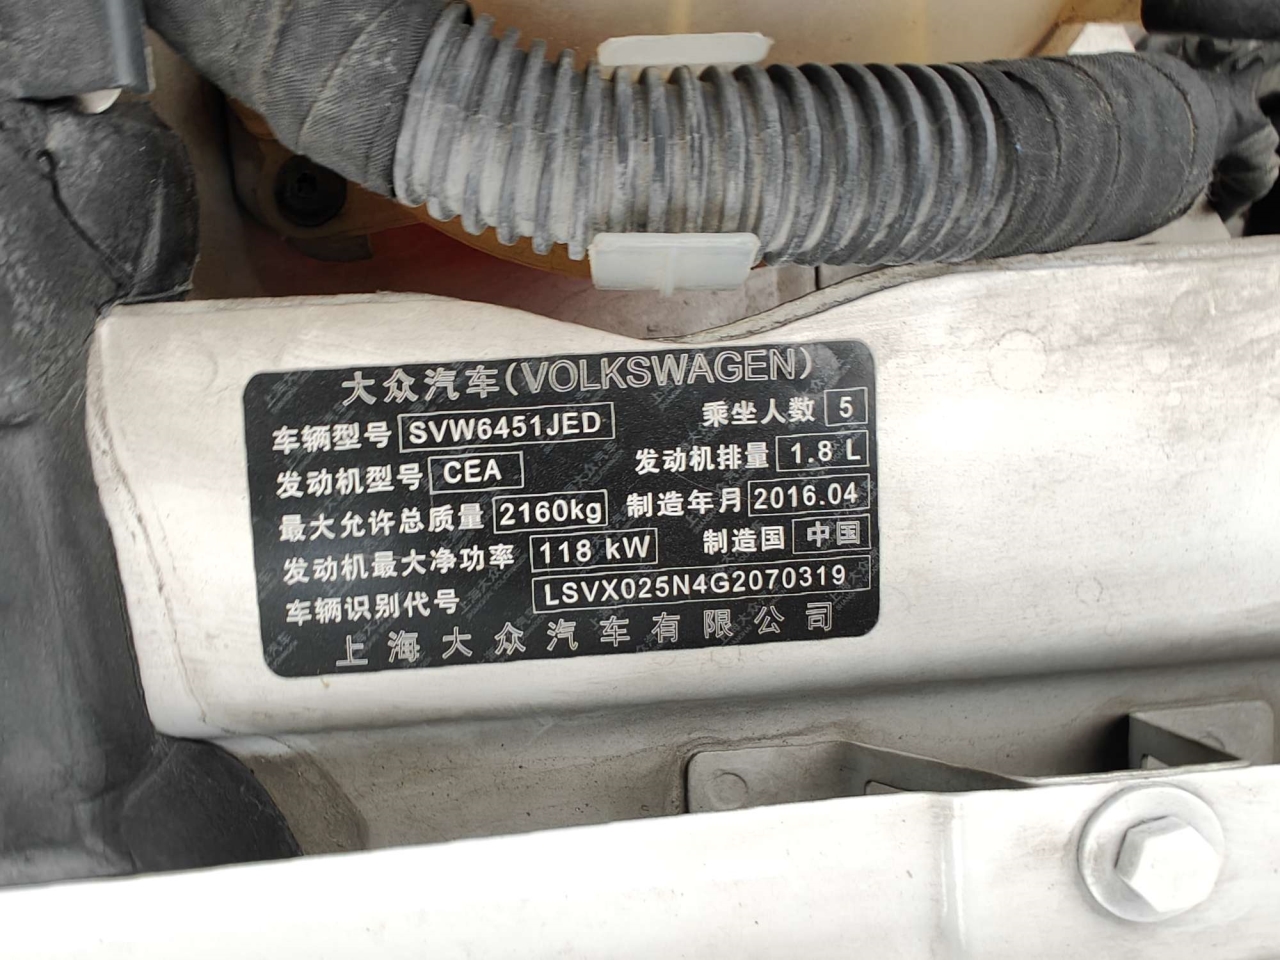 大众汽车(VOLKSWAGEN)
车辆型号 SVW6451JED 乘坐人数 5
发动机型号 CEA 发动机排量 1.8 L
最大允许总质量 2160kg 制造年月 2016.04
发动机最大净功率 118 kW 制造国 中国
车辆识别代号 LSVX025N4G2070319
上海大众汽车有限公司